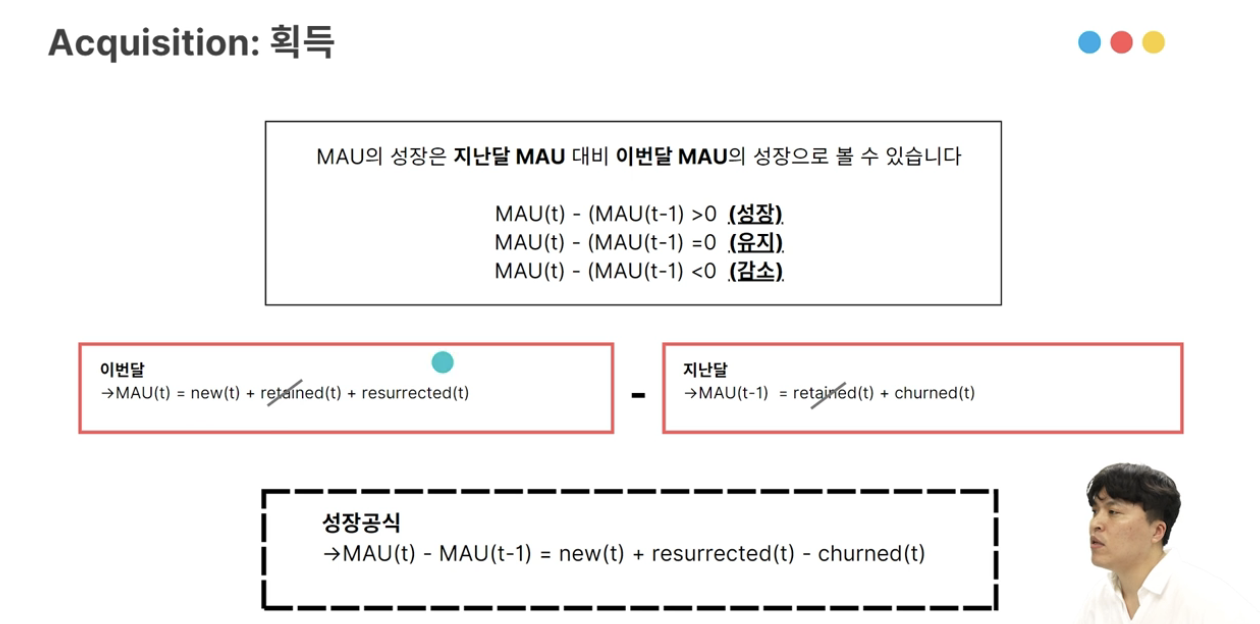 Acquisition: 획득
MAU의 성장은 지난달 MAU 대비 이번달 MAU의 성장으로 볼 수 있습니다
MAU(t) - (MAU(t-1) >0 (성장)
MAU(t) - (MAU(t-1) =0 (유지)
MAU(t) - (MAU(t-1) <0 (감소)
이번달
→MAU(t) = new(t) + retained(t) + resurrected(t)
-
지난달
→MAU(t-1) = retained(t) + churned(t)
성장공식
→MAU(t) - MAU(t-1) = new(t) + resurrected(t) - churned(t)